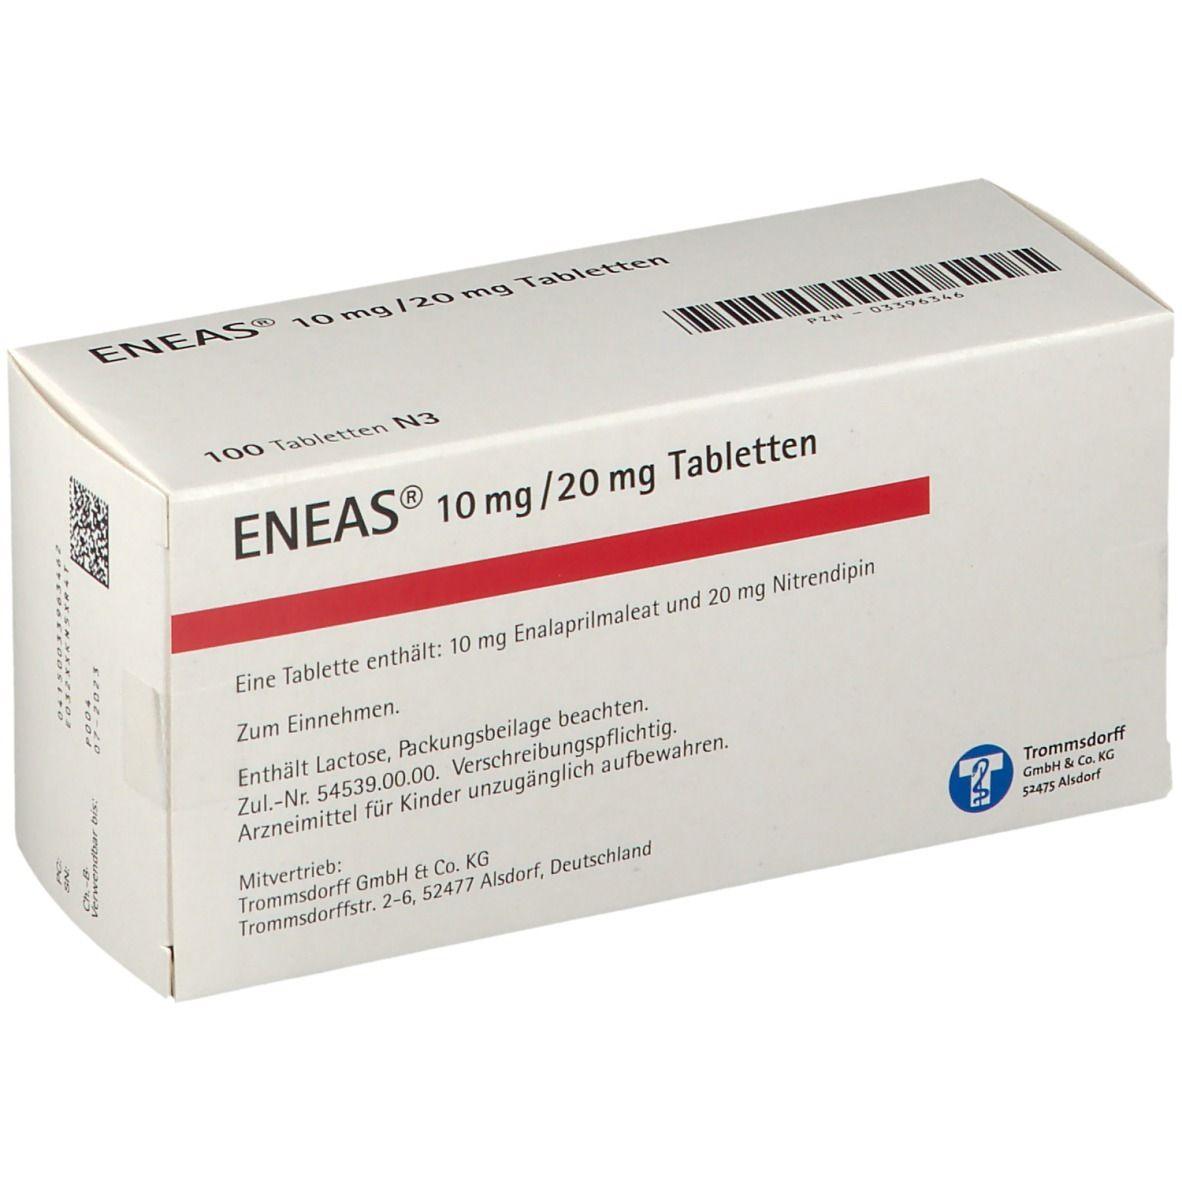 ENEAS® 10 mg/20 mg Tabletten
PZN - 03396346
100 Tabletten N3
ENEAS® 10 mg/20 mg Tabletten
Eine Tablette enthält: 10 mg Enalaprilmaleat und 20 mg Nitrendipin
Zum Einnehmen.
Enthält Lactose, Packungsbeilage beachten.
Zul.-Nr. 54539.00.00. Verschreibungspflichtig.
Arzneimittel für Kinder unzugänglich aufbewahren.
Mitvertrieb:
Trommsdorff GmbH & Co. KG
Trommsdorffstr. 2-6, 52477 Alsdorf, Deutschland
Trommsdorff
GmbH & Co. KG
52475 Alsdorf
PC: 04150033963462
SN:
Ch.-B. P004
Verwendbar bis: 07-2023